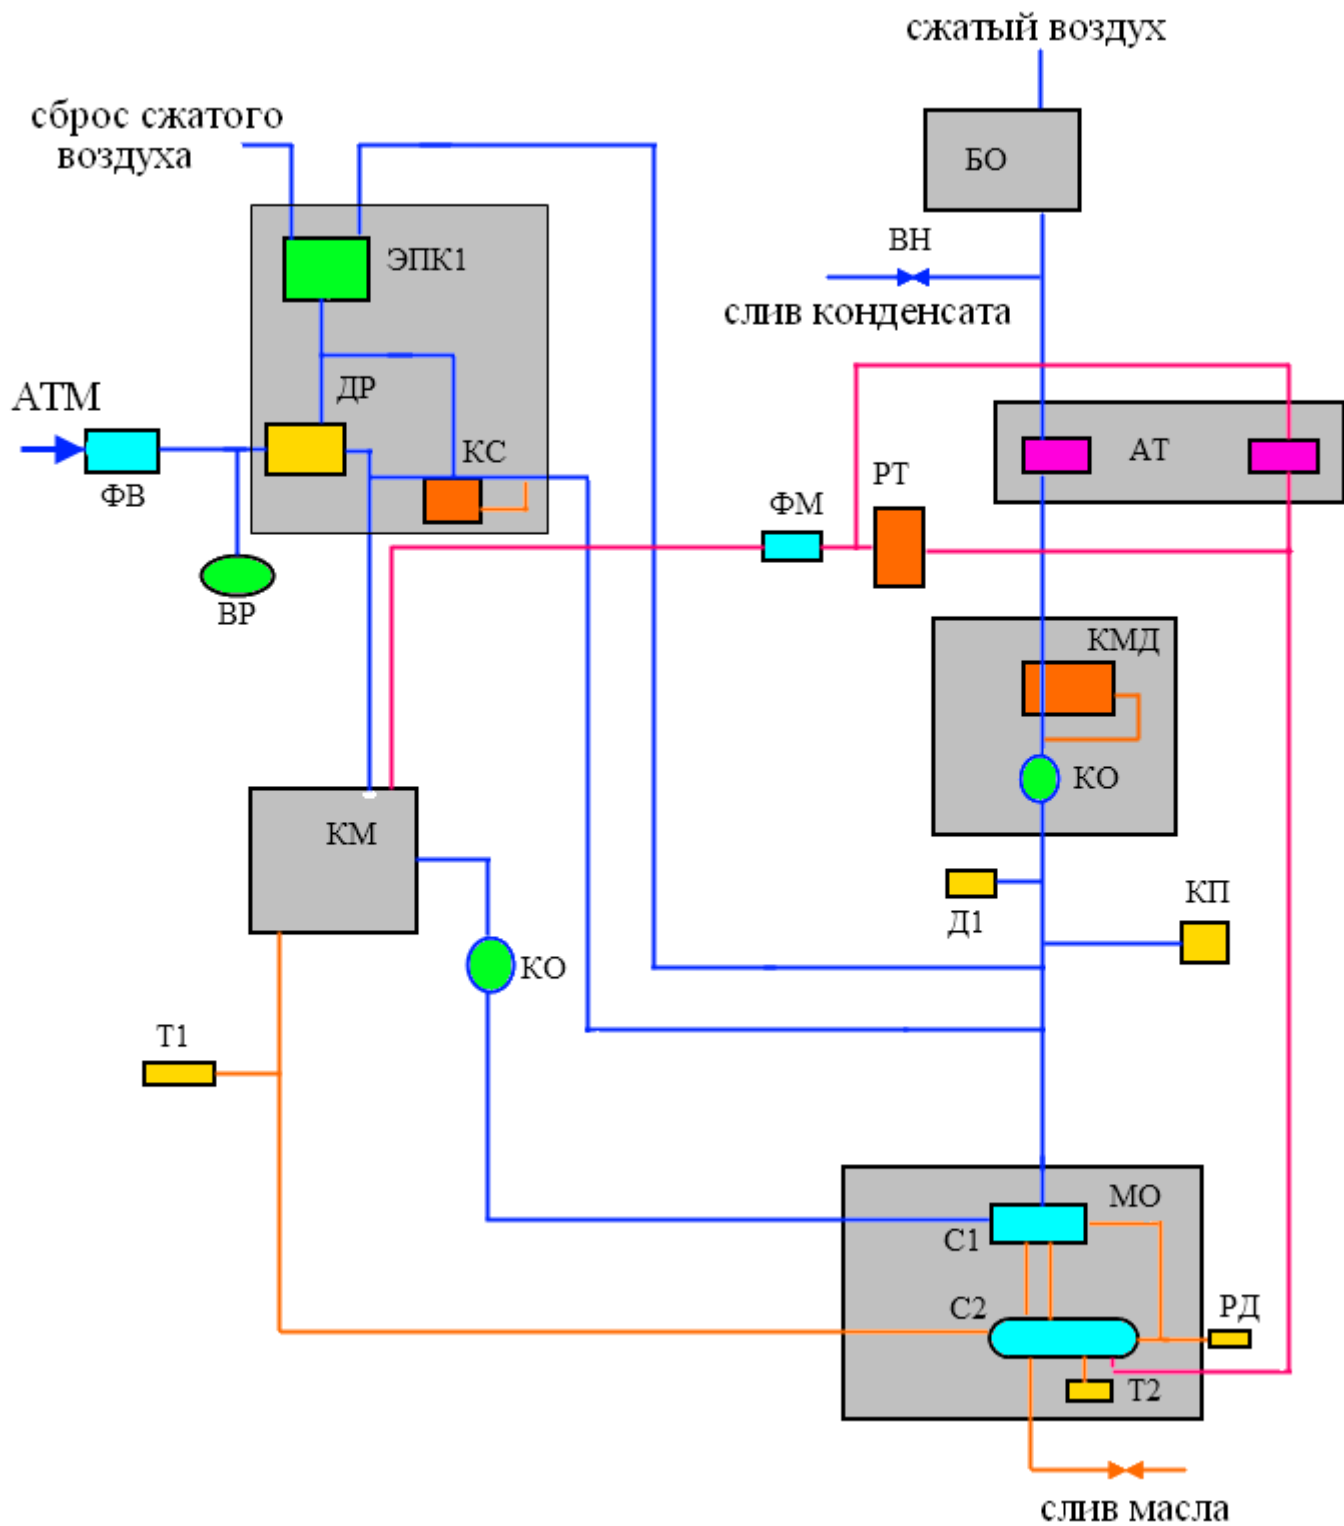 сжатый воздух
сброс сжатого
воздуха
БО
ВН
ЭПК1
слив конденсата
ДР
АТМ
КС
АТ
РТ
ФВ
ФМ
ВР
КМД
КО
КМ
КП
Д1
КО
Т1
МО
С1
С2
РД
Т2
слив масла